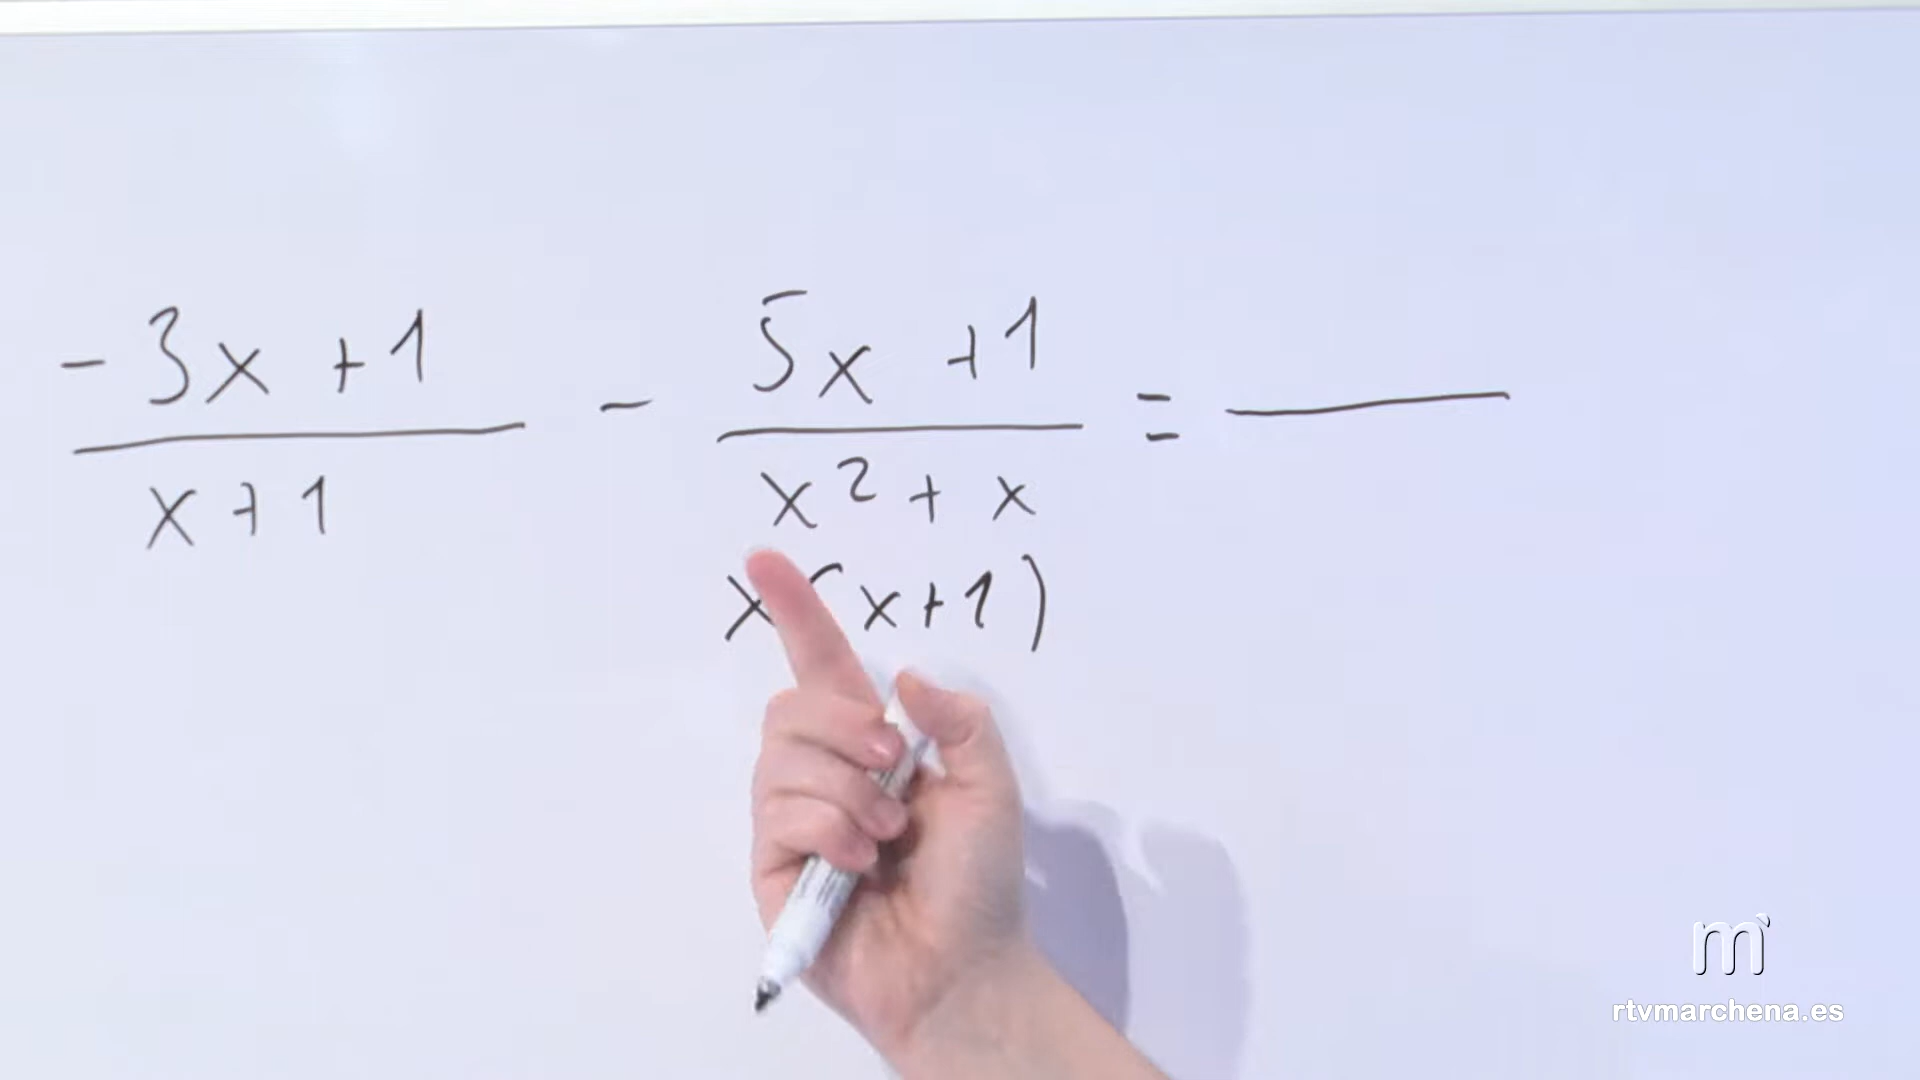 -3x +1 / x+1 - 5x +1 / x² + x = 
x(x+1)
m
rtvmarchena.es